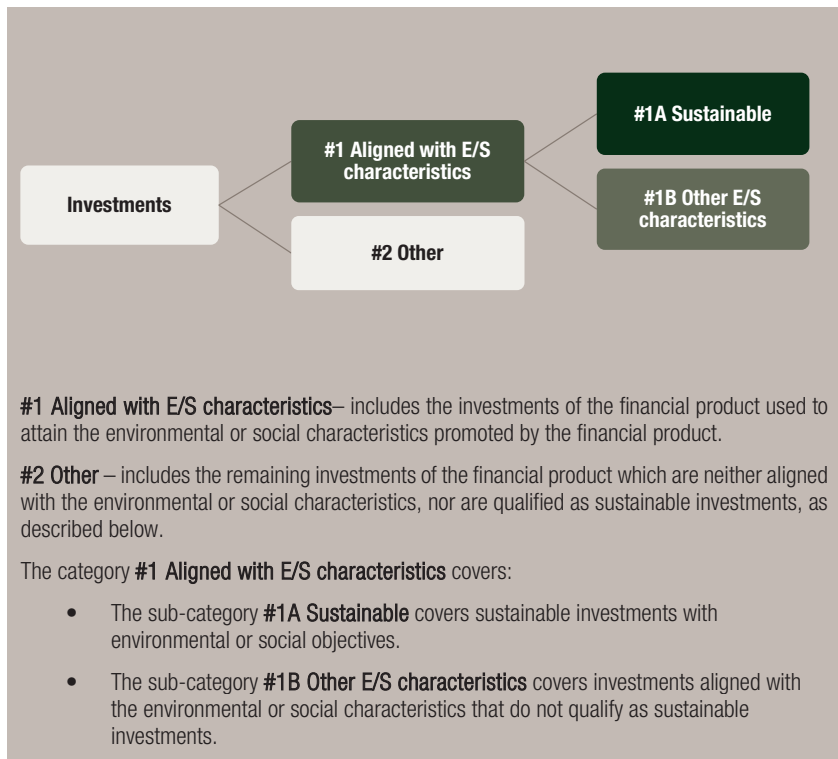 #1A Sustainable
#1 Aligned with E/S
characteristics
Investments
#1B Other E/S
characteristics
#2 Other
#1 Aligned with E/S characteristics– includes the investments of the financial product used to
attain the environmental or social characteristics promoted by the financial product.
#2 Other – includes the remaining investments of the financial product which are neither aligned
with the environmental or social characteristics, nor are qualified as sustainable investments, as
described below.
The category #1 Aligned with E/S characteristics covers:
• The sub-category #1A Sustainable covers sustainable investments with
environmental or social objectives.
• The sub-category #1B Other E/S characteristics covers investments aligned with
the environmental or social characteristics that do not qualify as sustainable
investments.